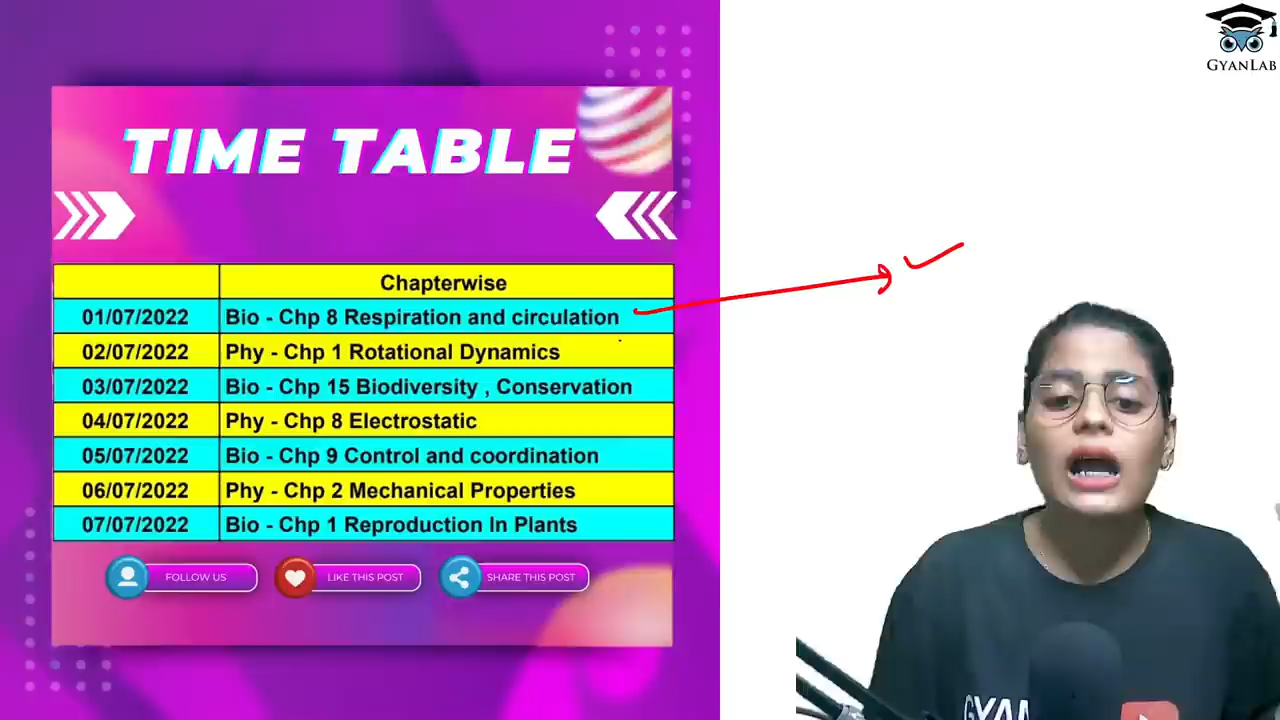 GYANLAB
TIME TABLE
Chapterwise
01/07/2022 Bio - Chp 8 Respiration and circulation
02/07/2022 Phy - Chp 1 Rotational Dynamics
03/07/2022 Bio - Chp 15 Biodiversity , Conservation
04/07/2022 Phy - Chp 8 Electrostatic
05/07/2022 Bio - Chp 9 Control and coordination
06/07/2022 Phy - Chp 2 Mechanical Properties
07/07/2022 Bio - Chp 1 Reproduction In Plants
FOLLOW US LIKE THIS POST SHARE THIS POST